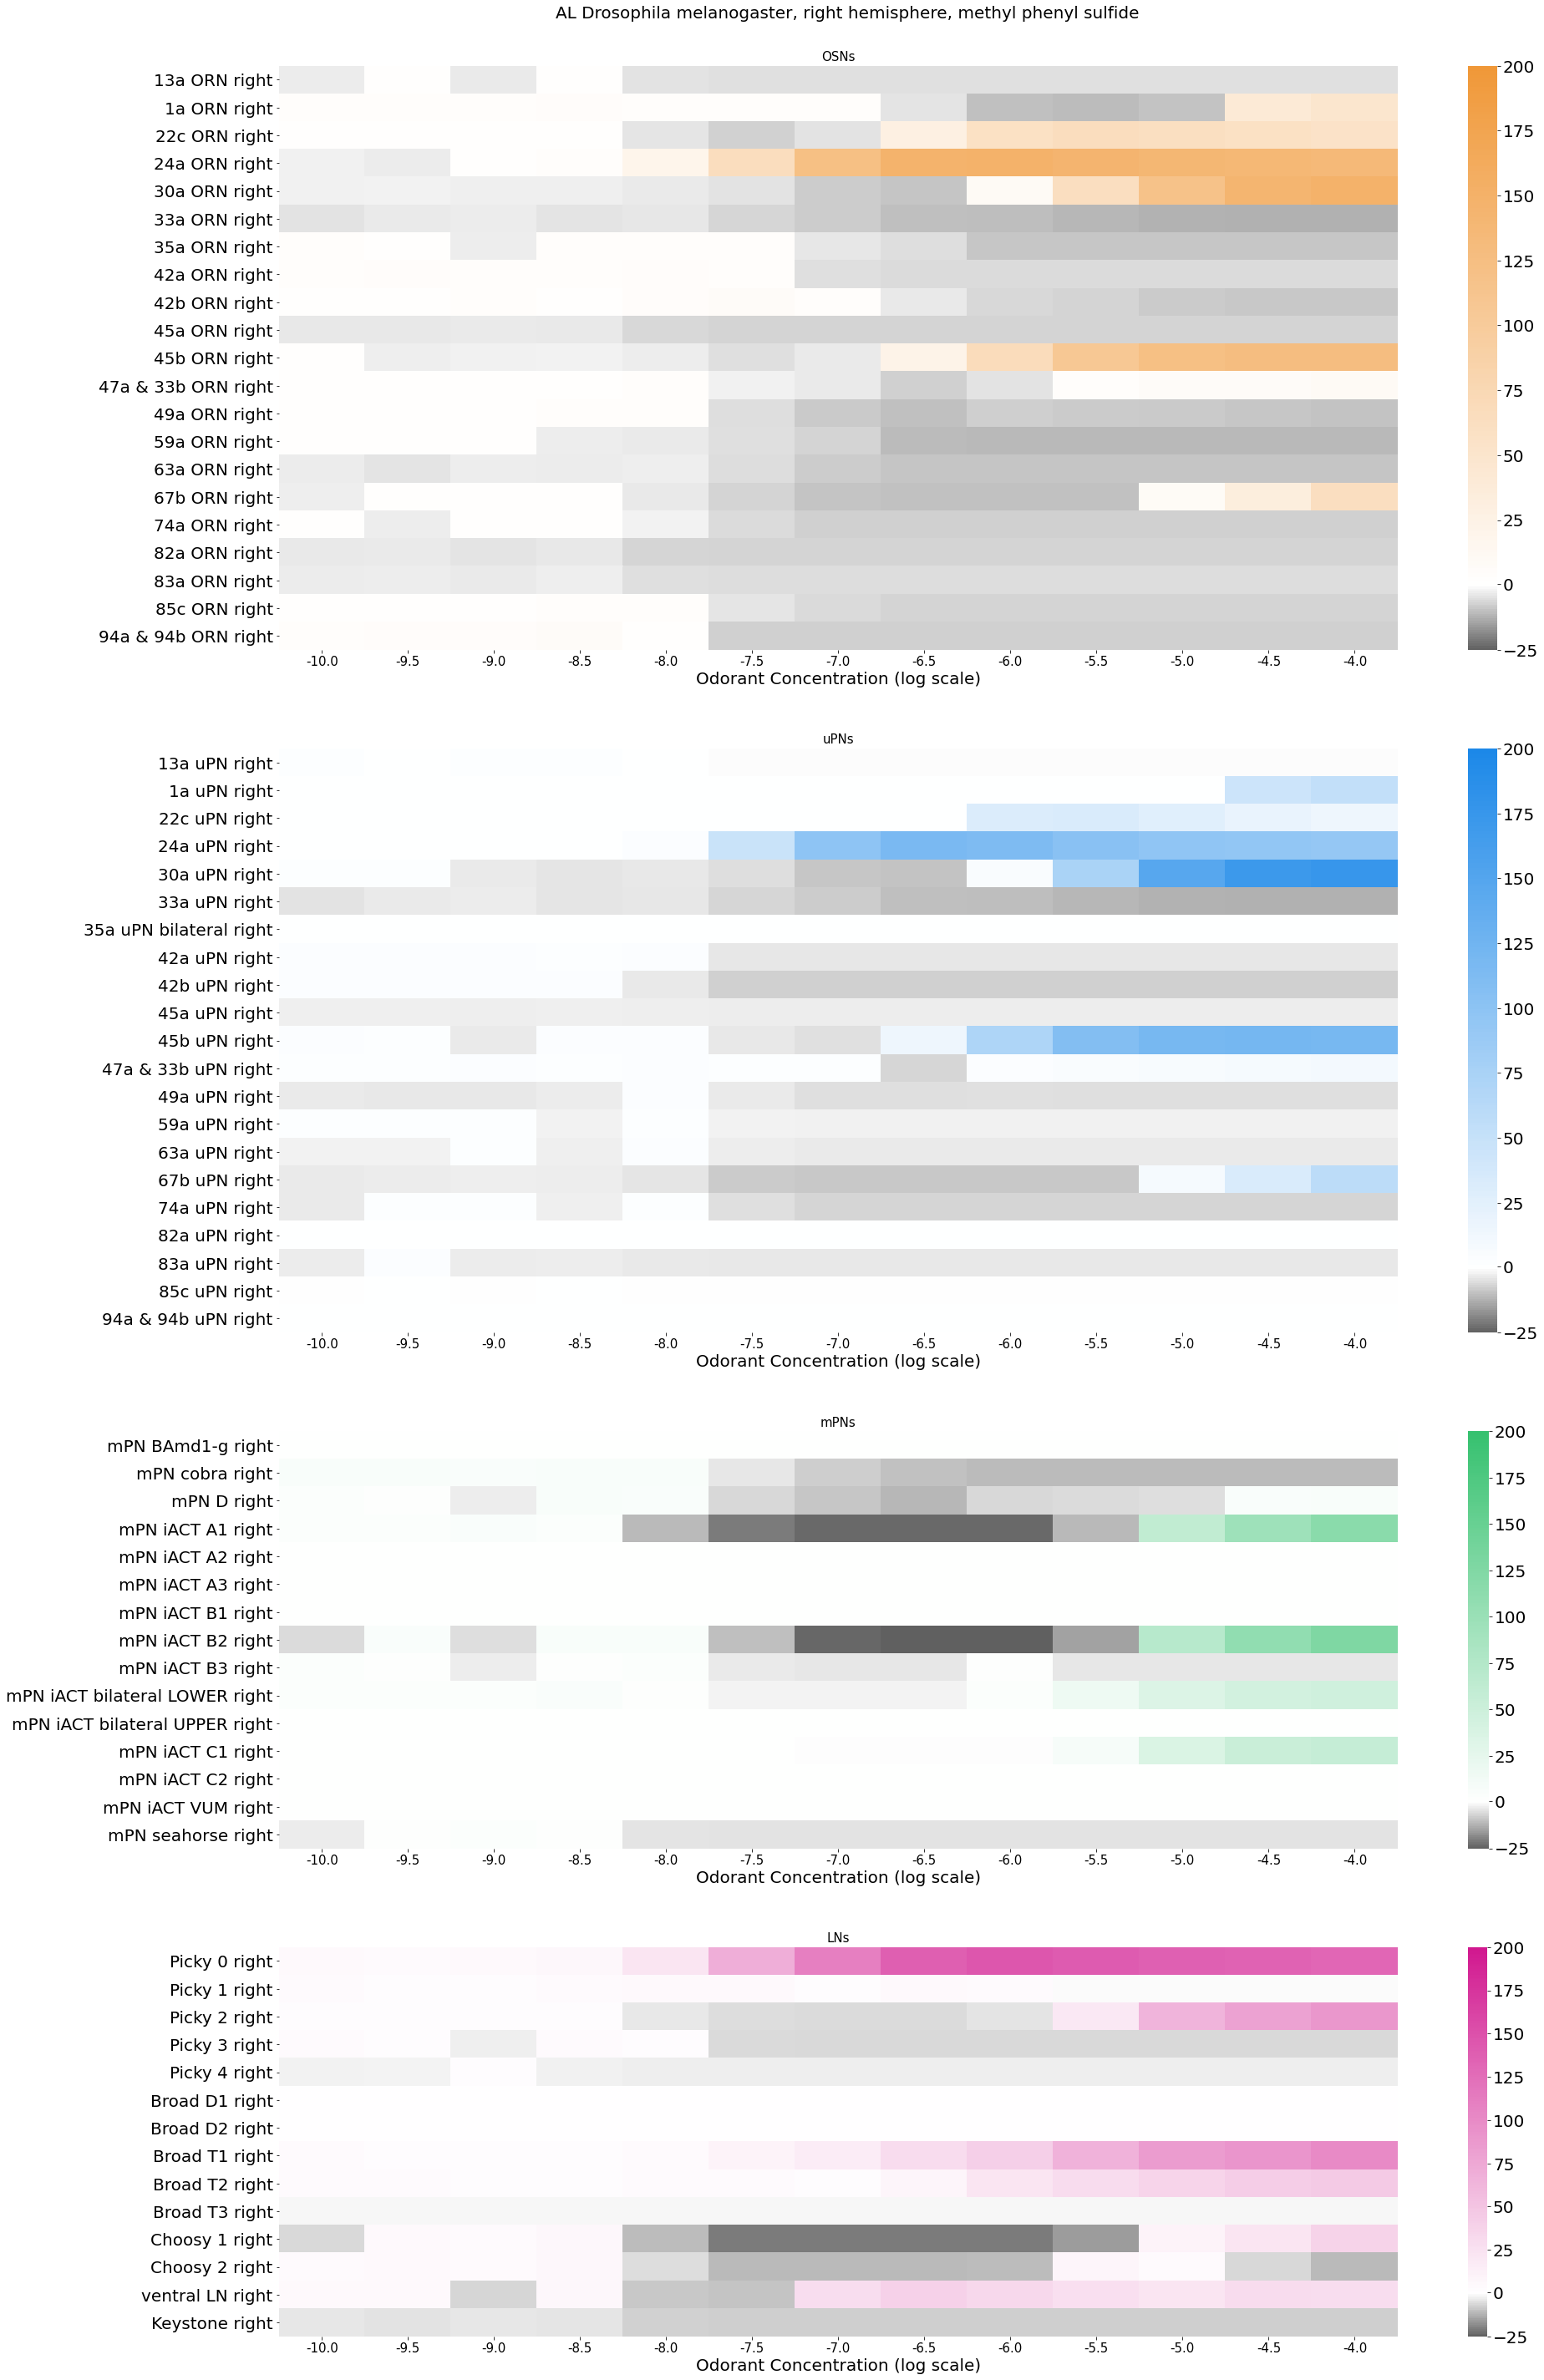 AL Drosophila melanogaster, right hemisphere, methyl phenyl sulfide
OSNs
13a ORN right
1a ORN right
22c ORN right
24a ORN right
30a ORN right
33a ORN right
35a ORN right
42a ORN right
42b ORN right
45a ORN right
45b ORN right
47a & 33b ORN right
49a ORN right
59a ORN right
63a ORN right
67b ORN right
74a ORN right
82a ORN right
83a ORN right
85c ORN right
94a & 94b ORN right
-10.0 -9.5 -9.0 -8.5 -8.0 -7.5 -7.0 -6.5 -6.0 -5.5 -5.0 -4.5 -4.0
Odorant Concentration (log scale)
200
175
150
125
100
75
50
25
0
−25
uPNs
13a uPN right
1a uPN right
22c uPN right
24a uPN right
30a uPN right
33a uPN right
35a uPN bilateral right
42a uPN right
42b uPN right
45a uPN right
45b uPN right
47a & 33b uPN right
49a uPN right
59a uPN right
63a uPN right
67b uPN right
74a uPN right
82a uPN right
83a uPN right
85c uPN right
94a & 94b uPN right
-10.0 -9.5 -9.0 -8.5 -8.0 -7.5 -7.0 -6.5 -6.0 -5.5 -5.0 -4.5 -4.0
Odorant Concentration (log scale)
200
175
150
125
100
75
50
25
0
−25
mPNs
mPN BAmd1-g right
mPN cobra right
mPN D right
mPN iACT A1 right
mPN iACT A2 right
mPN iACT A3 right
mPN iACT B1 right
mPN iACT B2 right
mPN iACT B3 right
mPN iACT bilateral LOWER right
mPN iACT bilateral UPPER right
mPN iACT C1 right
mPN iACT C2 right
mPN iACT VUM right
mPN seahorse right
-10.0 -9.5 -9.0 -8.5 -8.0 -7.5 -7.0 -6.5 -6.0 -5.5 -5.0 -4.5 -4.0
Odorant Concentration (log scale)
200
175
150
125
100
75
50
25
0
−25
LNs
Picky 0 right
Picky 1 right
Picky 2 right
Picky 3 right
Picky 4 right
Broad D1 right
Broad D2 right
Broad T1 right
Broad T2 right
Broad T3 right
Choosy 1 right
Choosy 2 right
ventral LN right
Keystone right
-10.0 -9.5 -9.0 -8.5 -8.0 -7.5 -7.0 -6.5 -6.0 -5.5 -5.0 -4.5 -4.0
Odorant Concentration (log scale)
200
175
150
125
100
75
50
25
0
−25